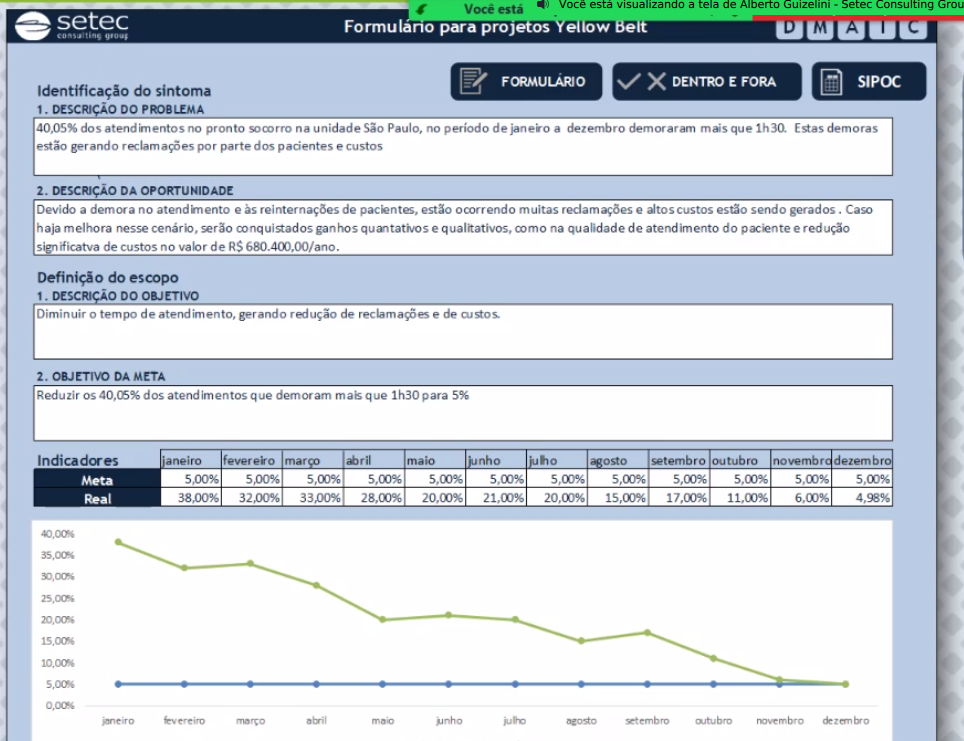 Você está
Você está visualizando a tela de Alberto Guizelini - Setec Consulting Grou
setec
consulting group
Formulário para projetos Yellow Belt
D M A I C
FORMULÁRIO
DENTRO E FORA
SIPOC
Identificação do sintoma
1. DESCRIÇÃO DO PROBLEMA
40,05% dos atendimentos no pronto socorro na unidade São Paulo, no período de janeiro a dezembro demoraram mais que 1h30. Estas demoras
estão gerando reclamações por parte dos pacientes e custos
2. DESCRIÇÃO DA OPORTUNIDADE
Devido a demora no atendimento e às reinternações de pacientes, estão ocorrendo muitas reclamações e altos custos estão sendo gerados . Caso
haja melhora nesse cenário, serão conquistados ganhos quantativos e qualitativos, como na qualidade de atendimento do paciente e redução
significatva de custos no valor de R$ 680.400,00/ano.
Definição do escopo
1. DESCRIÇÃO DO OBJETIVO
Diminuir o tempo de atendimento, gerando redução de reclamações e de custos.
2. OBJETIVO DA META
Reduzir os 40,05% dos atendimentos que demoram mais que 1h30 para 5%
Indicadores janeiro fevereiro março abril maio junho julho agosto setembro outubro novembro dezembro
Meta 5,00% 5,00% 5,00% 5,00% 5,00% 5,00% 5,00% 5,00% 5,00% 5,00% 5,00% 5,00%
Real 38,00% 32,00% 33,00% 28,00% 20,00% 21,00% 20,00% 15,00% 17,00% 11,00% 6,00% 4,98%
40,00%
35,00%
30,00%
25,00%
20,00%
15,00%
10,00%
5,00%
0,00%
janeiro fevereiro março abril maio junho julho agosto setembro outubro novembro dezembro